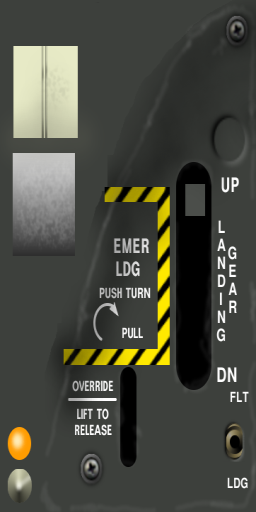 UP
LANDING
GEAR
DN
EMER
LDG
PUSH TURN
PULL
OVERRIDE
LIFT TO
RELEASE
FLT
LDG